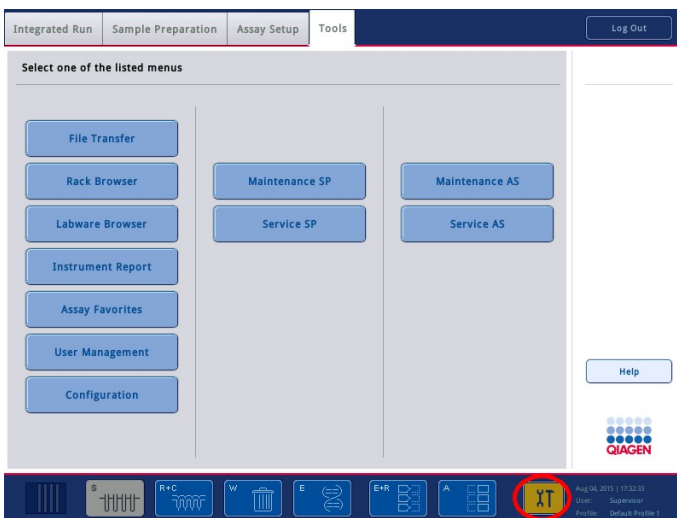 Integrated Run
Sample Preparation
Assay Setup
Tools
Log Out
Select one of the listed menus
File Transfer
Rack Browser
Maintenance SP
Maintenance AS
Labware Browser
Service SP
Service AS
Instrument Report
Assay Favorites
User Management
Configuration
Help
QIAGEN
S
R+C
W
E
E+R
A
Aug 04, 2015 | 17:32:33
User: Supervisor
Profile: Default Profile 1